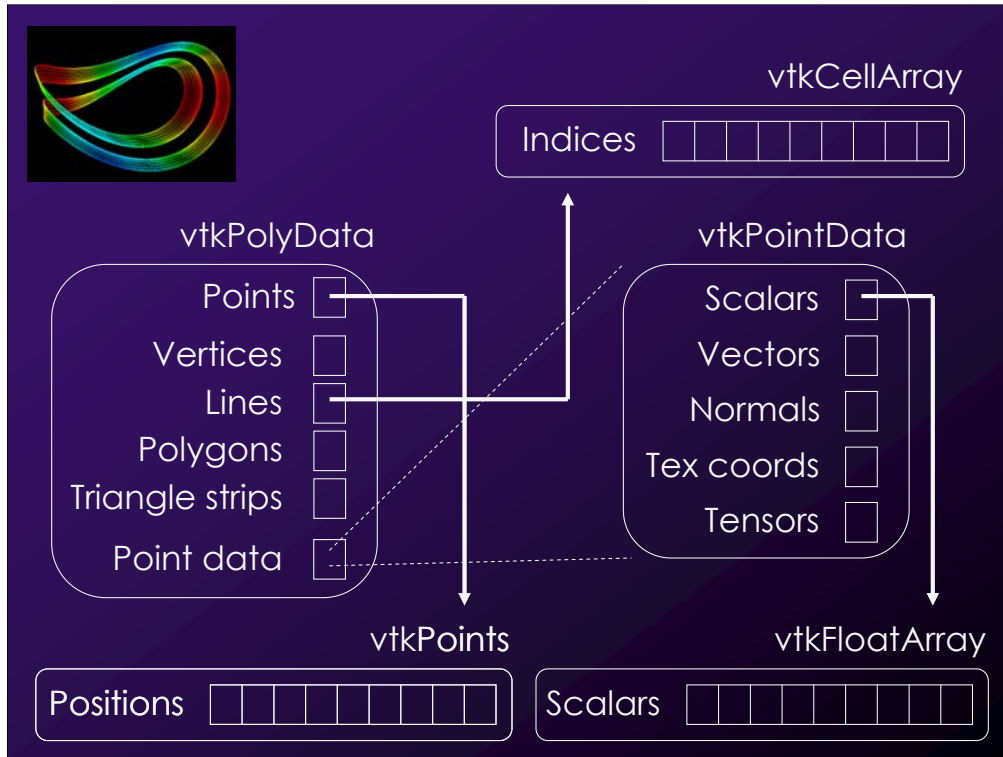 vtkCellArray
Indices
vtkPolyData
Points
Vertices
Lines
Polygons
Triangle strips
Point data
vtkPointData
Scalars
Vectors
Normals
Tex coords
Tensors
vtkPoints
Positions
vtkFloatArray
Scalars